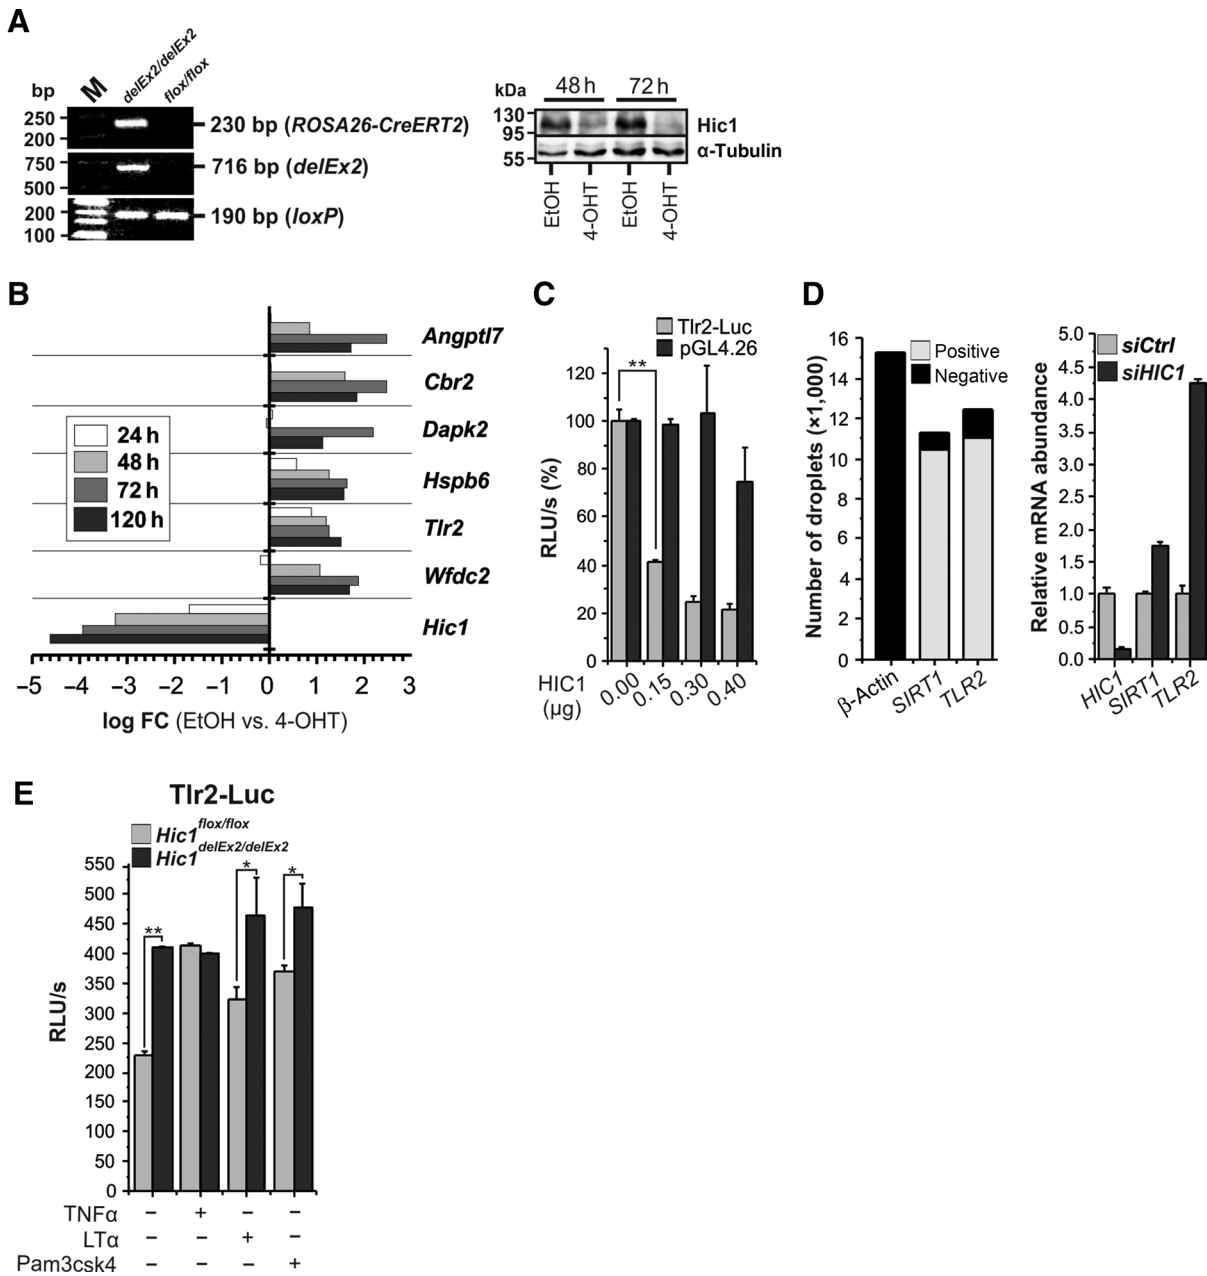 A
bp
M
delEx2/delEx2
flox/flox
250
200
230 bp (ROSA26-CreERT2)
750
500
716 bp (delEx2)
200
100
190 bp (loxP)
kDa
48 h
72 h
130
95
55
Hic1
α-Tubulin
EtOH
4-OHT
EtOH
4-OHT
B
Angptl7
Cbr2
Dapk2
Hspb6
Tlr2
Wfdc2
Hic1
24 h
48 h
72 h
120 h
−5 −4 −3 −2 −1 0 1 2 3
log FC (EtOH vs. 4-OHT)
C
Tlr2-Luc
pGL4.26
**
120
100
80
60
40
20
0
RLU/s (%)
HIC1
(µg)
0.00 0.15 0.30 0.40
D
16
14
12
10
8
6
4
2
0
Number of droplets (×1,000)
Positive
Negative
β-Actin SIRT1 TLR2
5.0
4.5
4.0
3.5
3.0
2.5
2.0
1.5
1.0
0.5
0.0
Relative mRNA abundance
siCtrl
siHIC1
HIC1 SIRT1 TLR2
E
Tlr2-Luc
Hic1flox/flox
Hic1delEx2/delEx2
550
500
450
400
350
300
250
200
150
100
50
0
RLU/s
**
*
*
TNFα − + − −
LTα − − + −
Pam3csk4 − − − +